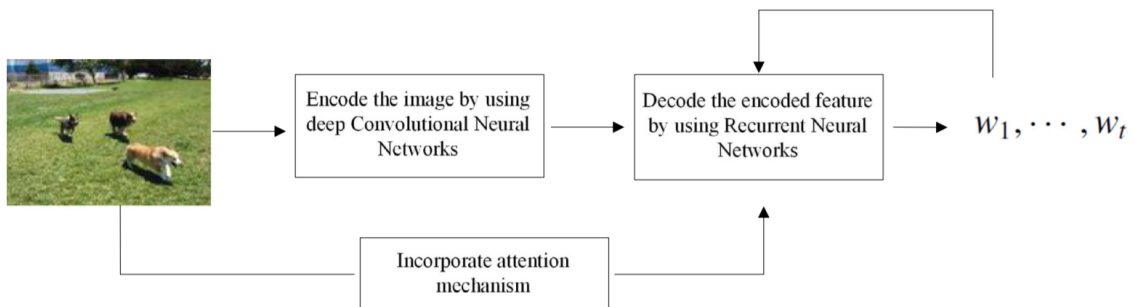 Encode the image by using
deep Convolutional Neural
Networks
Decode the encoded feature
by using Recurrent Neural
Networks
w₁, ⋯ , wₜ
Incorporate attention
mechanism